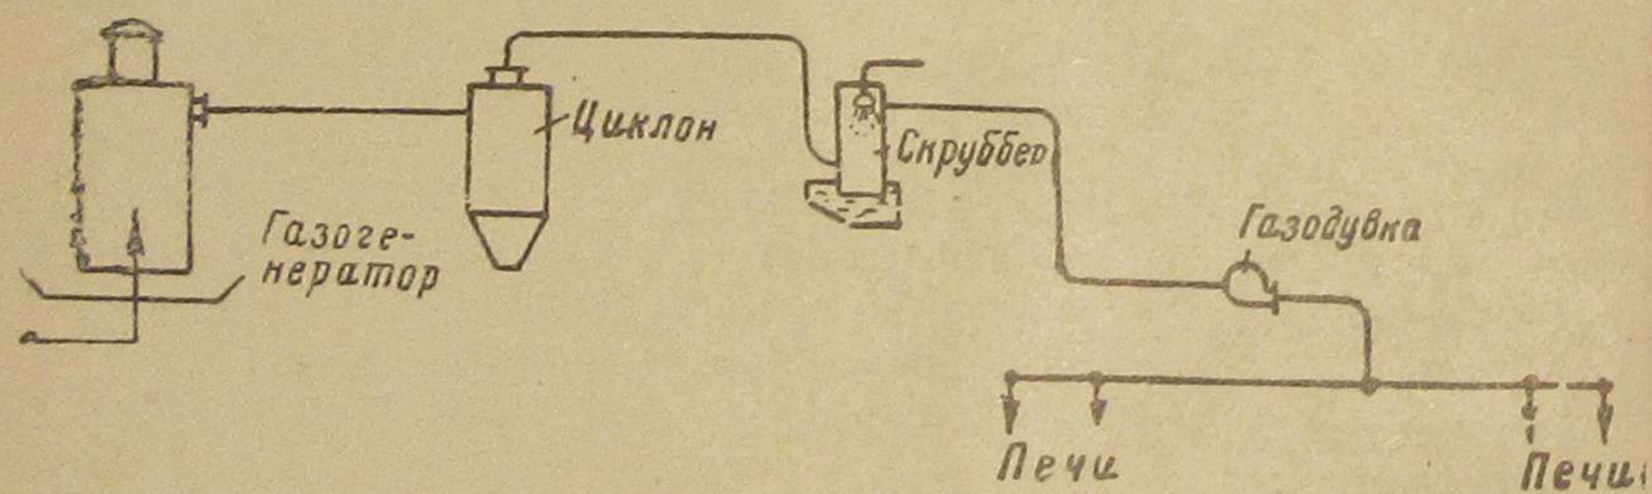 Циклон
Скруббер
Газоге-
нератор
Газодувка
Печи
Печи